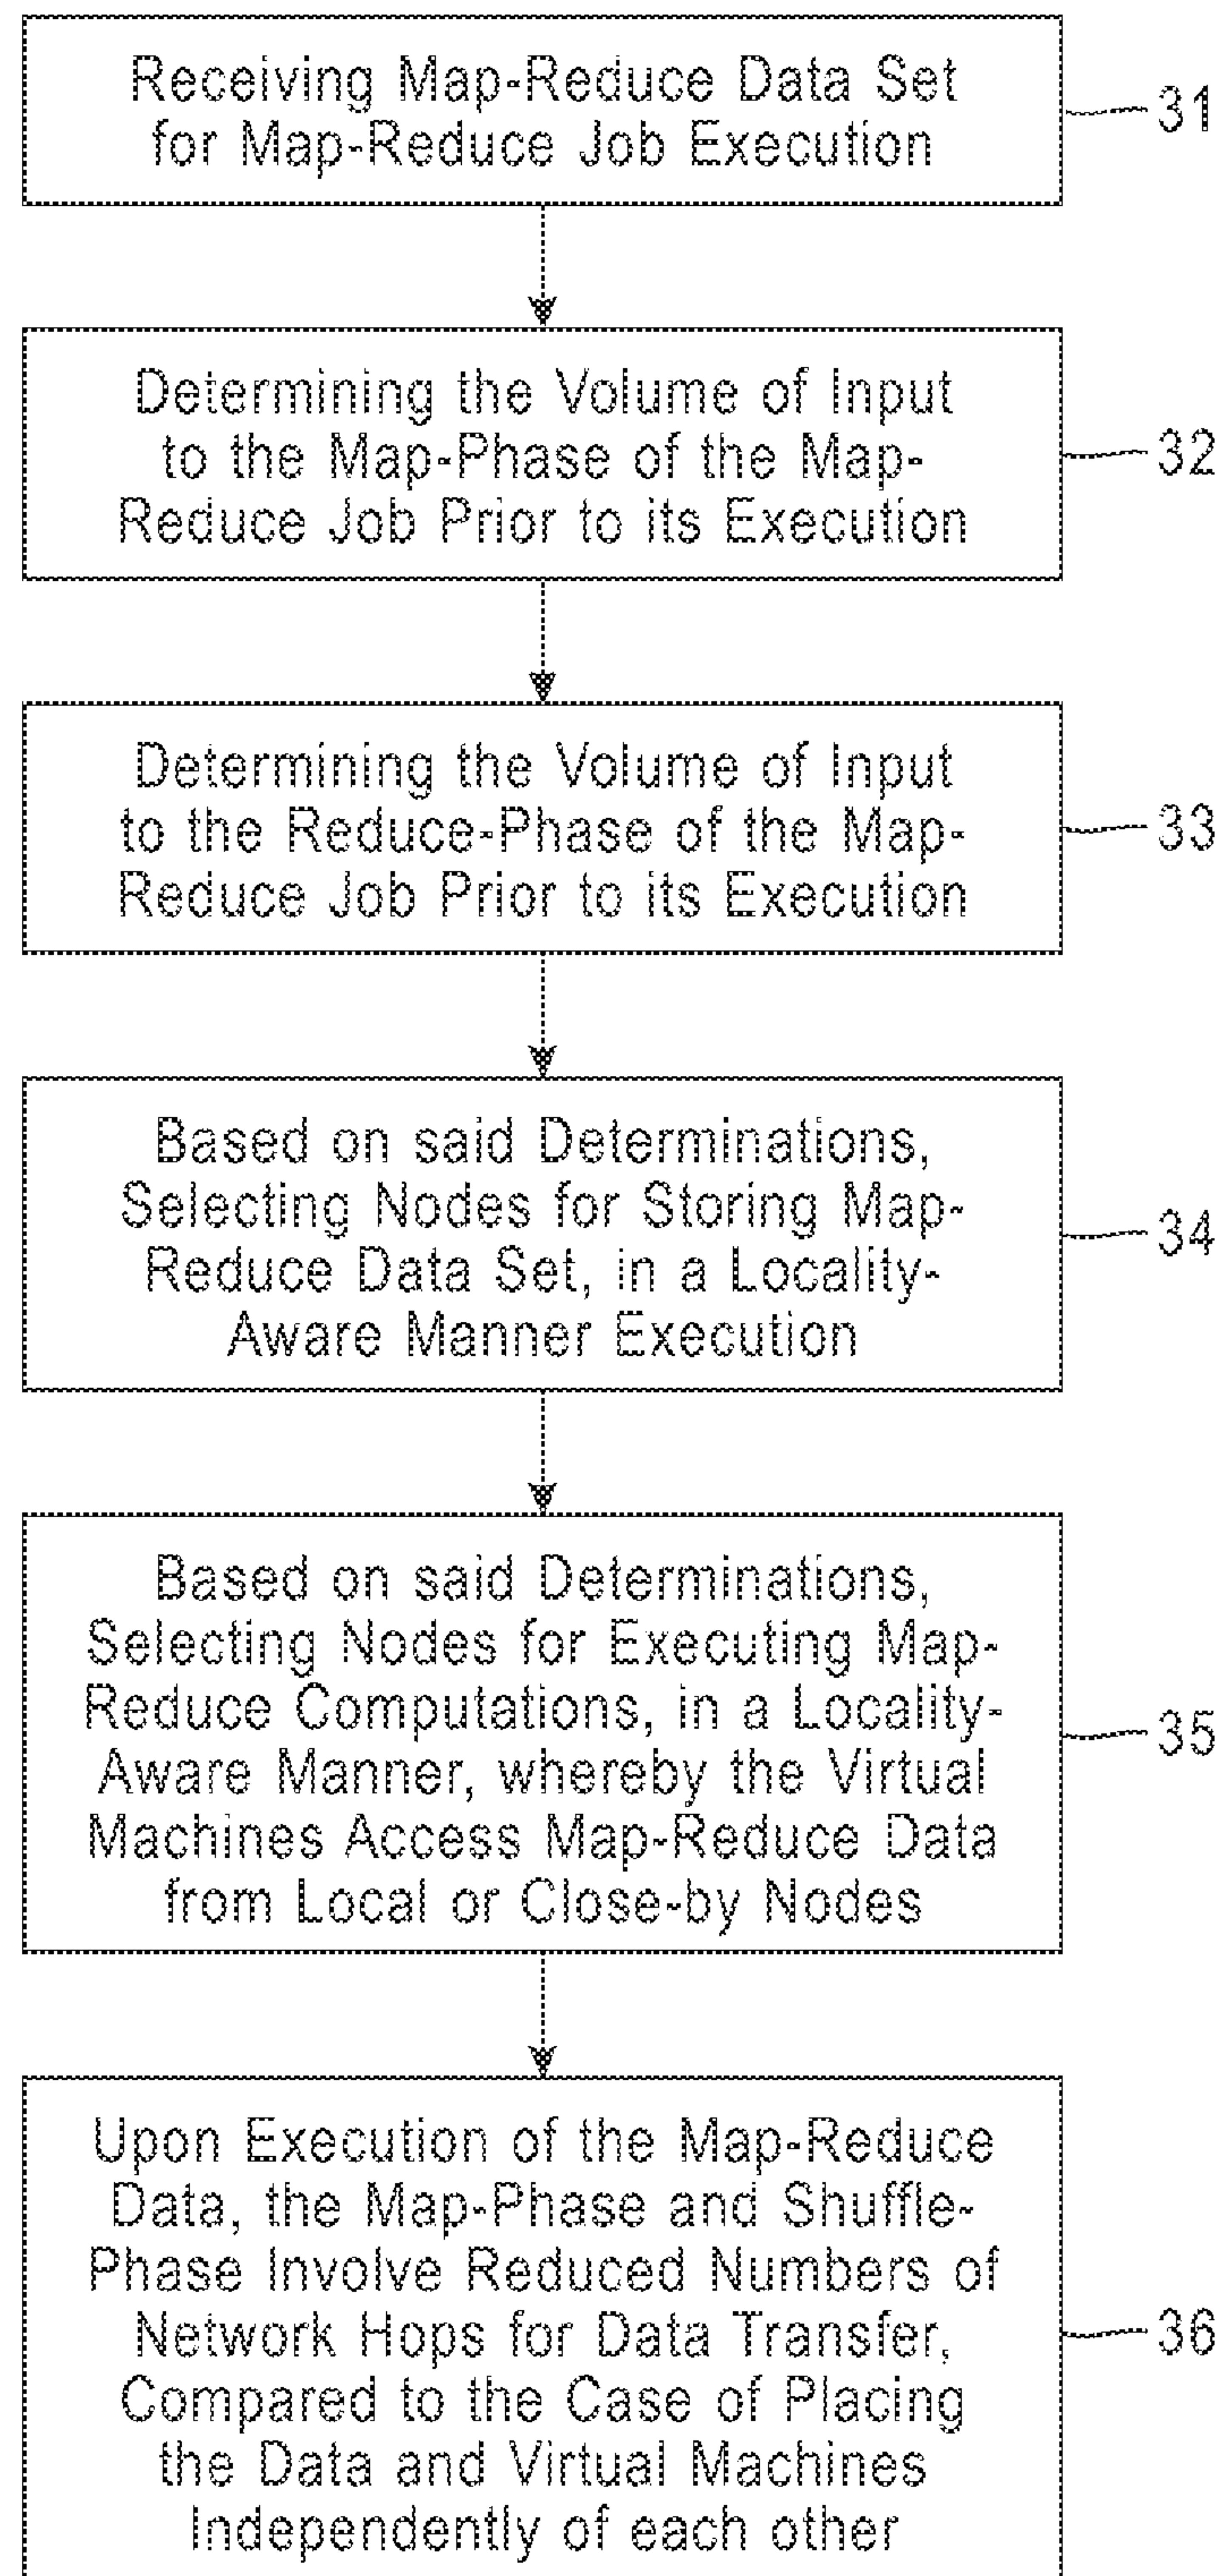 Receiving Map-Reduce Data Set
for Map-Reduce Job Execution
31
Determining the Volume of Input
to the Map-Phase of the Map-
Reduce Job Prior to its Execution
32
Determining the Volume of Input
to the Reduce-Phase of the Map-
Reduce Job Prior to its Execution
33
Based on said Determinations,
Selecting Nodes for Storing Map-
Reduce Data Set, in a Locality-
Aware Manner Execution
34
Based on said Determinations,
Selecting Nodes for Executing Map-
Reduce Computations, in a Locality-
Aware Manner, whereby the Virtual
Machines Access Map-Reduce Data
from Local or Close-by Nodes
35
Upon Execution of the Map-Reduce
Data, the Map-Phase and Shuffle-
Phase Involve Reduced Numbers of
Network Hops for Data Transfer,
Compared to the Case of Placing
the Data and Virtual Machines
Independently of each other
36